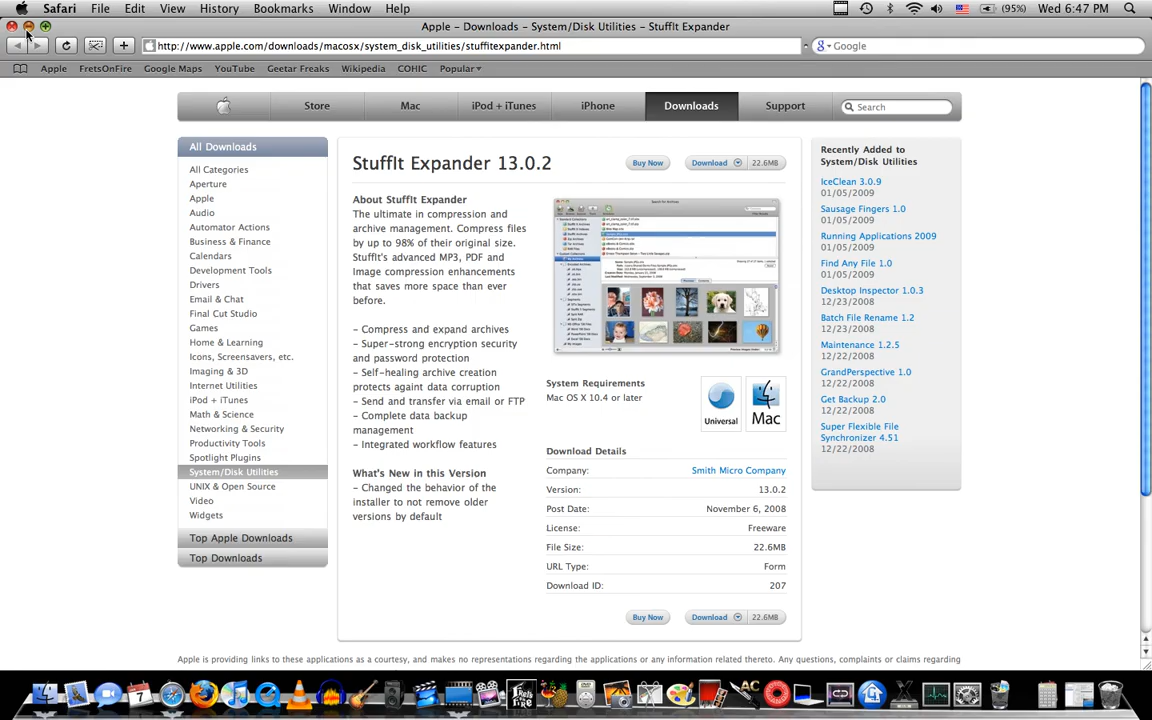 Safari File Edit View History Bookmarks Window Help (95%) Wed 6:47 PM
Apple – Downloads – System/Disk Utilities – StuffIt Expander
http://www.apple.com/downloads/macosx/system_disk_utilities/stuffitexpander.html Google
Apple FretsOnFire Google Maps YouTube Geetar Freaks Wikipedia COHIC Popular
Store Mac iPod + iTunes iPhone Downloads Support Search
All Downloads
All Categories
Aperture
Apple
Audio
Automator Actions
Business & Finance
Calendars
Development Tools
Drivers
Email & Chat
Final Cut Studio
Games
Home & Learning
Icons, Screensavers, etc.
Imaging & 3D
Internet Utilities
iPod + iTunes
Math & Science
Networking & Security
Productivity Tools
Spotlight Plugins
System/Disk Utilities
UNIX & Open Source
Video
Widgets
Top Apple Downloads
Top Downloads
StuffIt Expander 13.0.2
Buy Now Download 22.6MB
About StuffIt Expander
The ultimate in compression and
archive management. Compress files
by up to 98% of their original size.
StuffIt's advanced MP3, PDF and
Image compression enhancements
that saves more space than ever
before.
– Compress and expand archives
– Super-strong encryption security
and password protection
– Self-healing archive creation
protects againt data corruption
– Send and transfer via email or FTP
– Complete data backup
management
– Integrated workflow features
What's New in this Version
– Changed the behavior of the
installer to not remove older
versions by default
System Requirements
Mac OS X 10.4 or later
Universal
Mac
Download Details
Company: Smith Micro Company
Version: 13.0.2
Post Date: November 6, 2008
License: Freeware
File Size: 22.6MB
URL Type: Form
Download ID: 207
Buy Now Download 22.6MB
Recently Added to
System/Disk Utilities
IceClean 3.0.9
01/05/2009
Sausage Fingers 1.0
01/05/2009
Running Applications 2009
01/05/2009
Find Any File 1.0
01/05/2009
Desktop Inspector 1.0.3
12/23/2008
Batch File Rename 1.2
12/23/2008
Maintenance 1.2.5
12/22/2008
GrandPerspective 1.0
12/22/2008
Get Backup 2.0
12/22/2008
Super Flexible File
Synchronizer 4.51
12/22/2008
Apple is providing links to these applications as a courtesy, and makes no representations regarding the applications or any information related thereto. Any questions, complaints or claims regarding